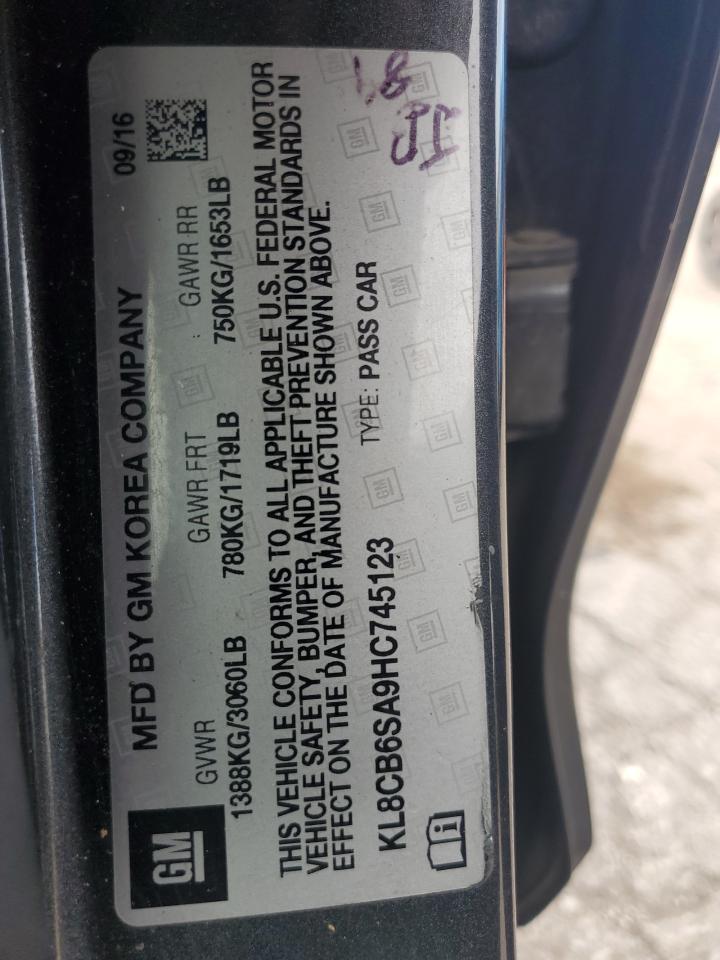 MFD BY GM KOREA COMPANY 09/16
GM
GVWR GAWR FRT GAWR RR
1388KG/3060LB 780KG/1719LB 750KG/1653LB
THIS VEHICLE CONFORMS TO ALL APPLICABLE U.S. FEDERAL MOTOR
VEHICLE SAFETY, BUMPER, AND THEFT PREVENTION STANDARDS IN
EFFECT ON THE DATE OF MANUFACTURE SHOWN ABOVE.
KL8CB6SA9HC745123 TYPE: PASS CAR